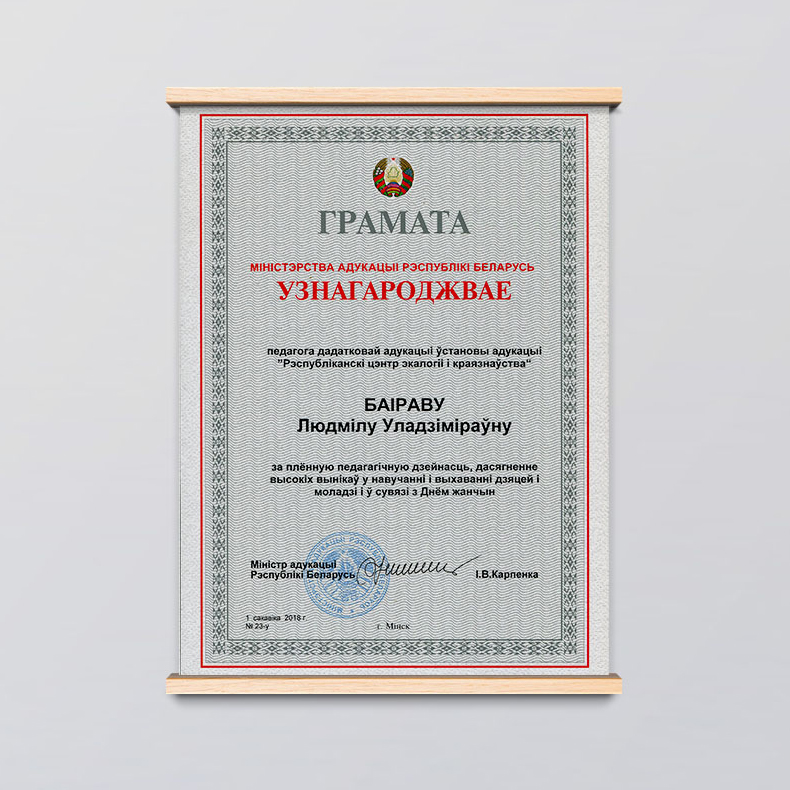 ГРАМАТА
МІНІСТЭРСТВА АДУКАЦЫІ РЭСПУБЛІКІ БЕЛАРУСЬ
УЗНАГАРОДЖВАЕ
педагога дадатковай адукацыі ўстановы адукацыі
"Рэспубліканскі цэнтр экалогіі і краязнаўства"
БАІРАВУ
Людмілу Уладзіміраўну
за плённую педагагічную дзейнасць, дасягненне
высокіх вынікаў у навучанні і выхаванні дзяцей і
моладзі і ў сувязі з Днём жанчын
Міністр адукацыі
Рэспублікі Беларусь
І.В.Карпенка
1 сакавіка 2018 г.
№ 23-у
г. Мінск